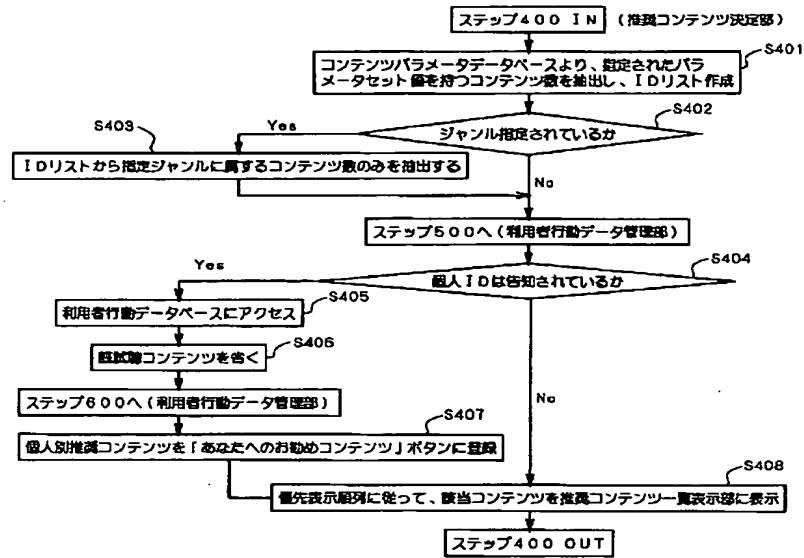 ステップ400 IN (推奨コンテンツ決定部)
S401
コンテンツパラメータデータベースより、指定されたパラ
メータセット値を持つコンテンツ数を抽出し、IDリスト作成
S402
ジャンル指定されているか
Yes
S403
IDリストから指定ジャンルに属するコンテンツ数のみを抽出する
No
ステップ500へ(利用者行動データ管理部)
S404
個人IDは告知されているか
Yes
S405
利用者行動データベースにアクセス
S406
既試聴コンテンツを省く
No
ステップ600へ(利用者行動データ管理部)
S407
個人別推奨コンテンツを「あなたへのお勧めコンテンツ」ボタンに登録
S408
優先表示順列に従って、該当コンテンツを推奨コンテンツ一覧表示部に表示
ステップ400 OUT